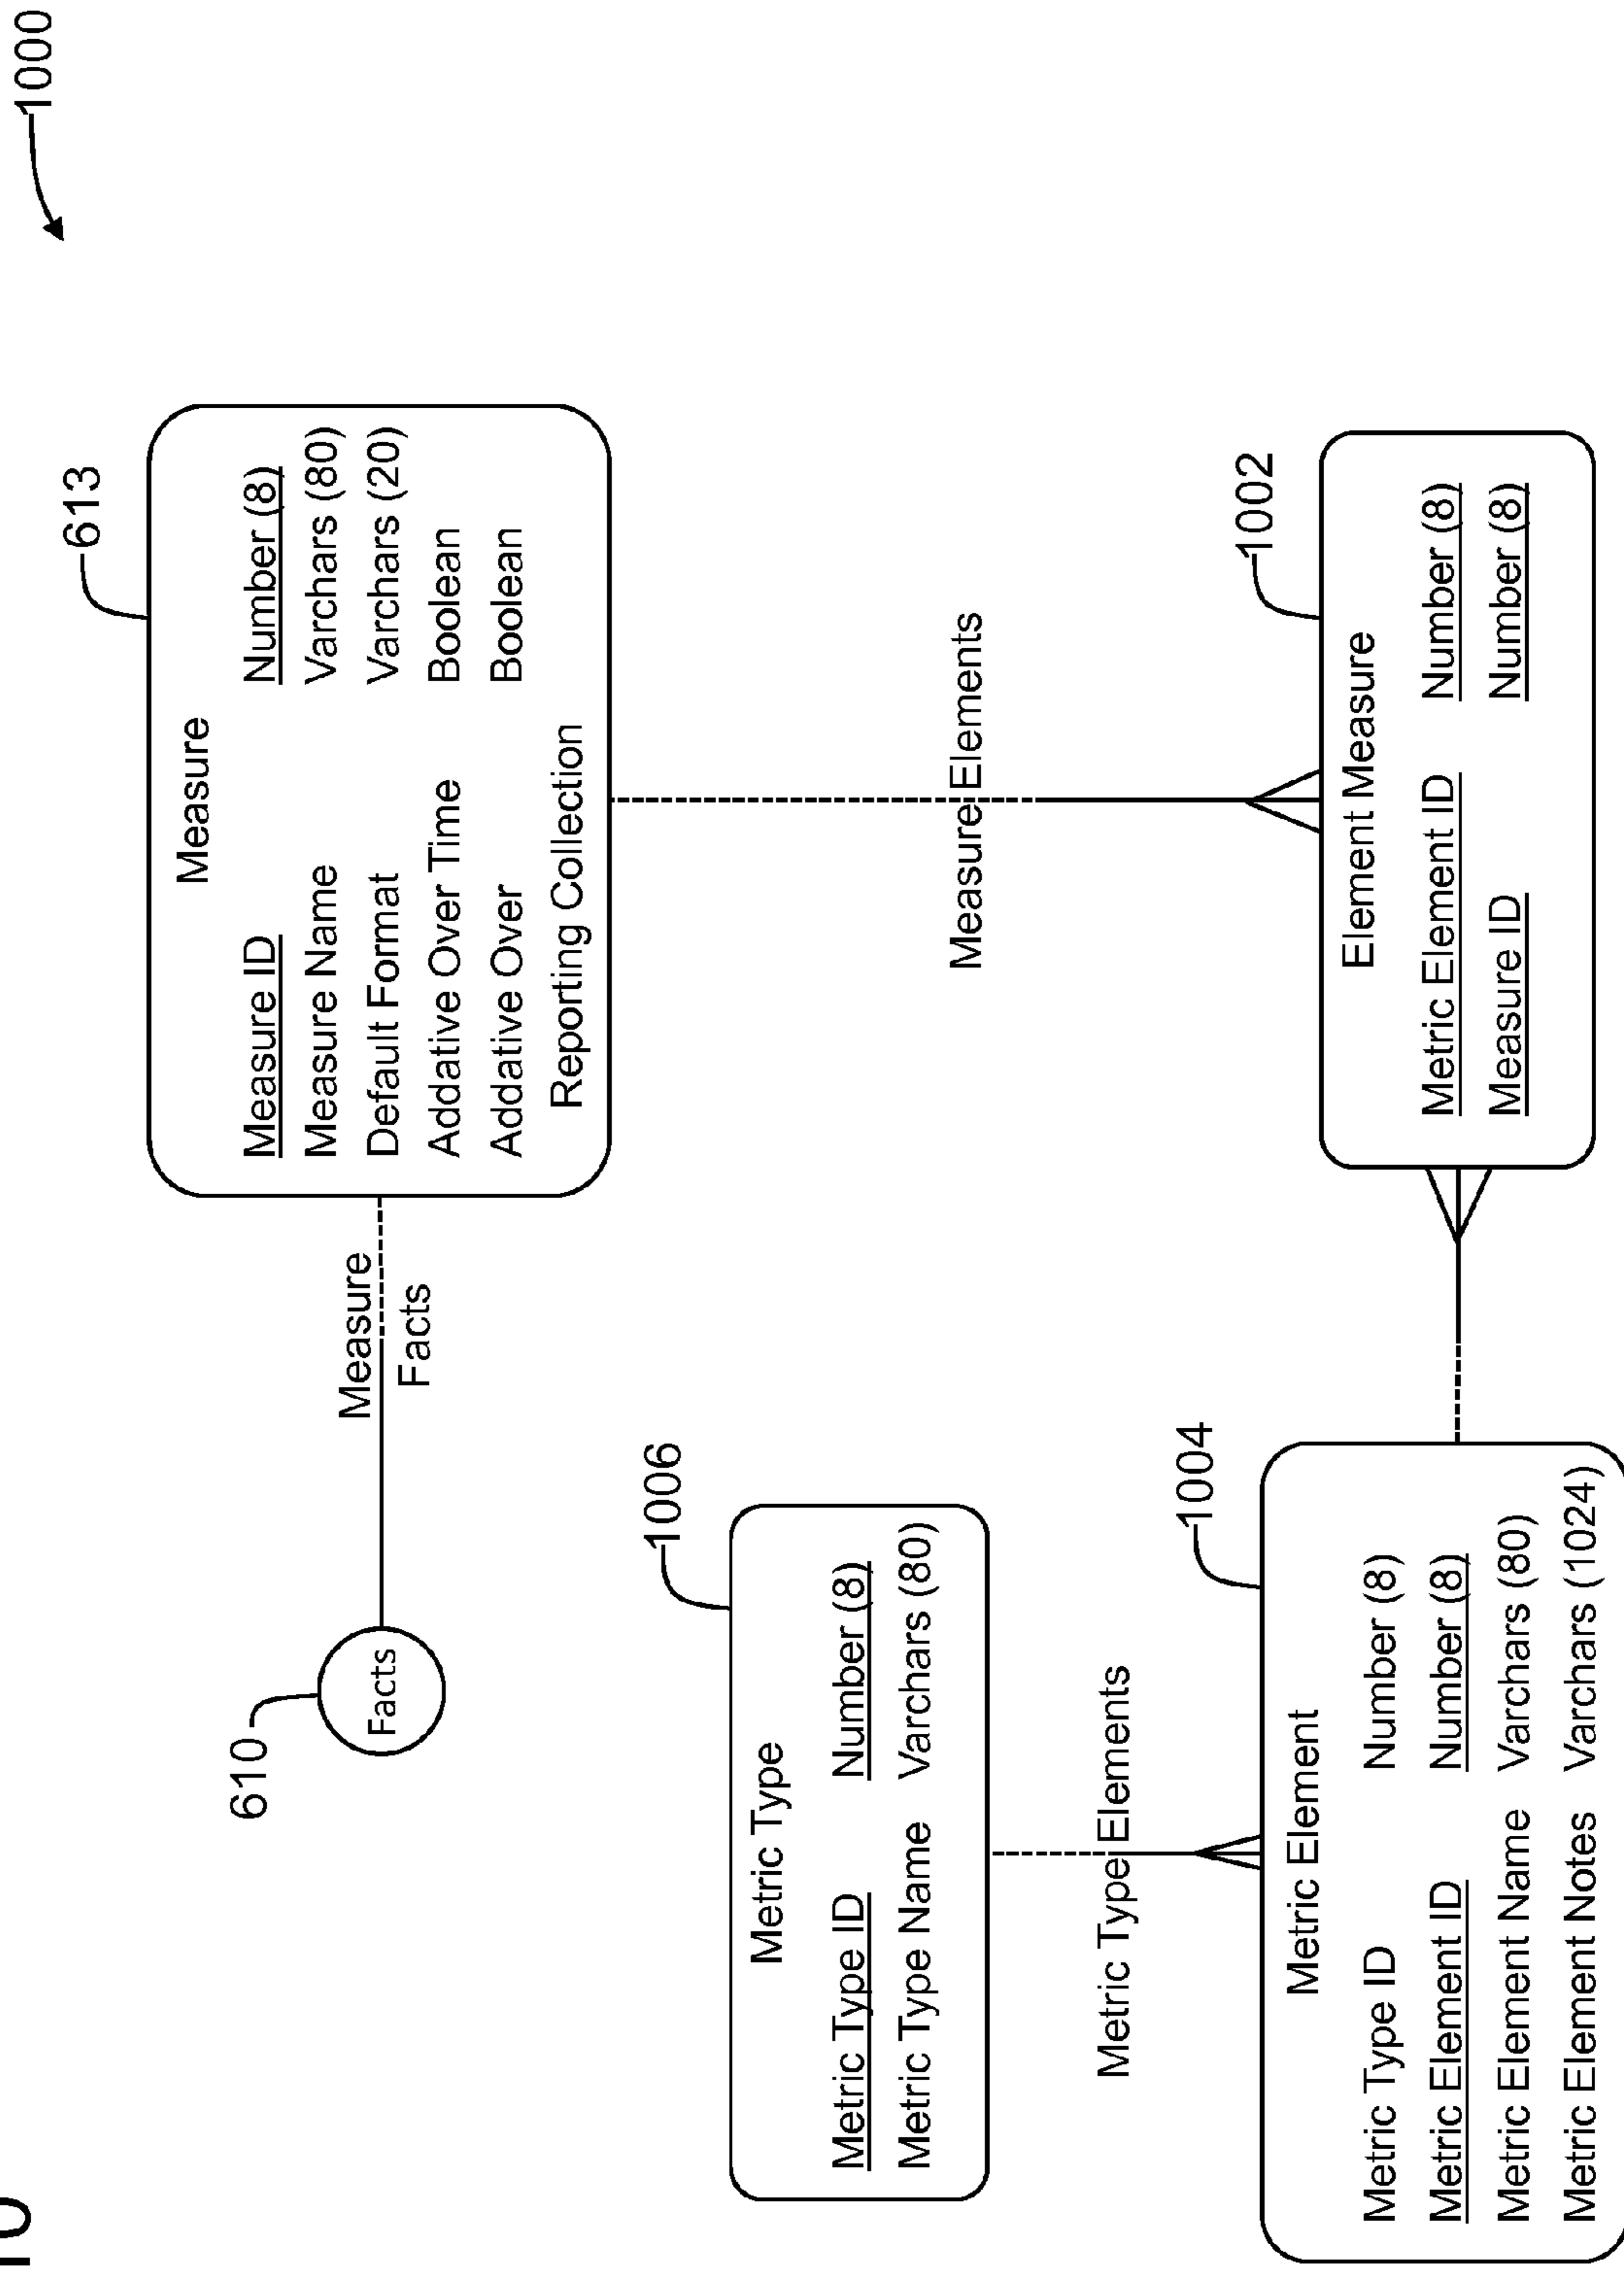 10
1000
610
Facts
Measure
Facts
613
Measure
Measure ID Number (8)
Measure Name Varchars (80)
Default Format Varchars (20)
Addative Over Time Boolean
Addative Over Boolean
Reporting Collection
1006
Metric Type
Metric Type ID Number (8)
Metric Type Name Varchars (80)
Measure Elements
Metric Type Elements
1004
Metric Element
Metric Type ID Number (8)
Metric Element ID Number (8)
Metric Element Name Varchars (80)
Metric Element Notes Varchars (1024)
1002
Element Measure
Metric Element ID Number (8)
Measure ID Number (8)